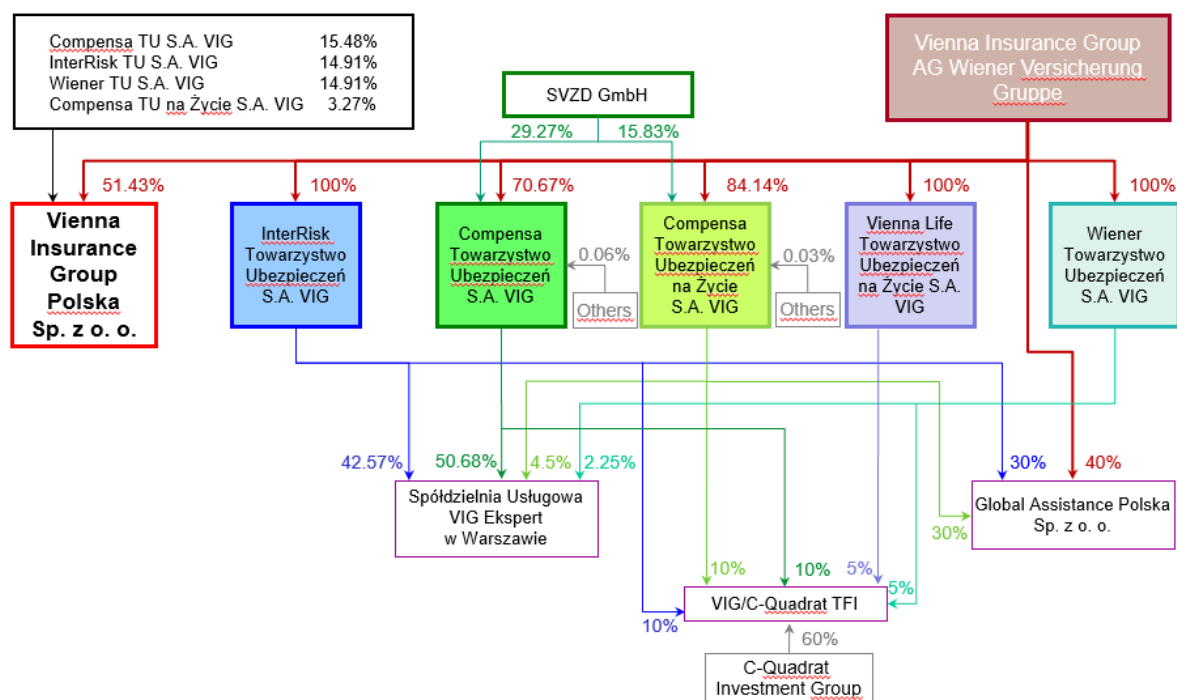 Compensa TU S.A. VIG 15.48%
InterRisk TU S.A. VIG 14.91%
Wiener TU S.A. VIG 14.91%
Compensa TU na Życie S.A. VIG 3.27%
SVZD GmbH
Vienna Insurance Group
AG Wiener Versicherung
Gruppe
29.27%
15.83%
51.43%
100%
70.67%
84.14%
100%
100%
Vienna
Insurance
Group
Polska
Sp. z o. o.
InterRisk
Towarzystwo
Ubezpieczeń
S.A. VIG
Compensa
Towarzystwo
Ubezpieczeń
S.A. VIG
0.06%
Others
Compensa
Towarzystwo
Ubezpieczeń
na Życie
S.A. VIG
0.03%
Others
Vienna Life
Towarzystwo
Ubezpieczeń
na Życie S.A.
VIG
Wiener
Towarzystwo
Ubezpieczeń
S.A. VIG
42.57%
50.68%
4.5%
2.25%
30%
40%
Spółdzielnia Usługowa
VIG Ekspert
w Warszawie
Global Assistance Polska
Sp. z o. o.
30%
10%
10%
5%
5%
VIG/C-Quadrat TFI
10%
60%
C-Quadrat
Investment Group